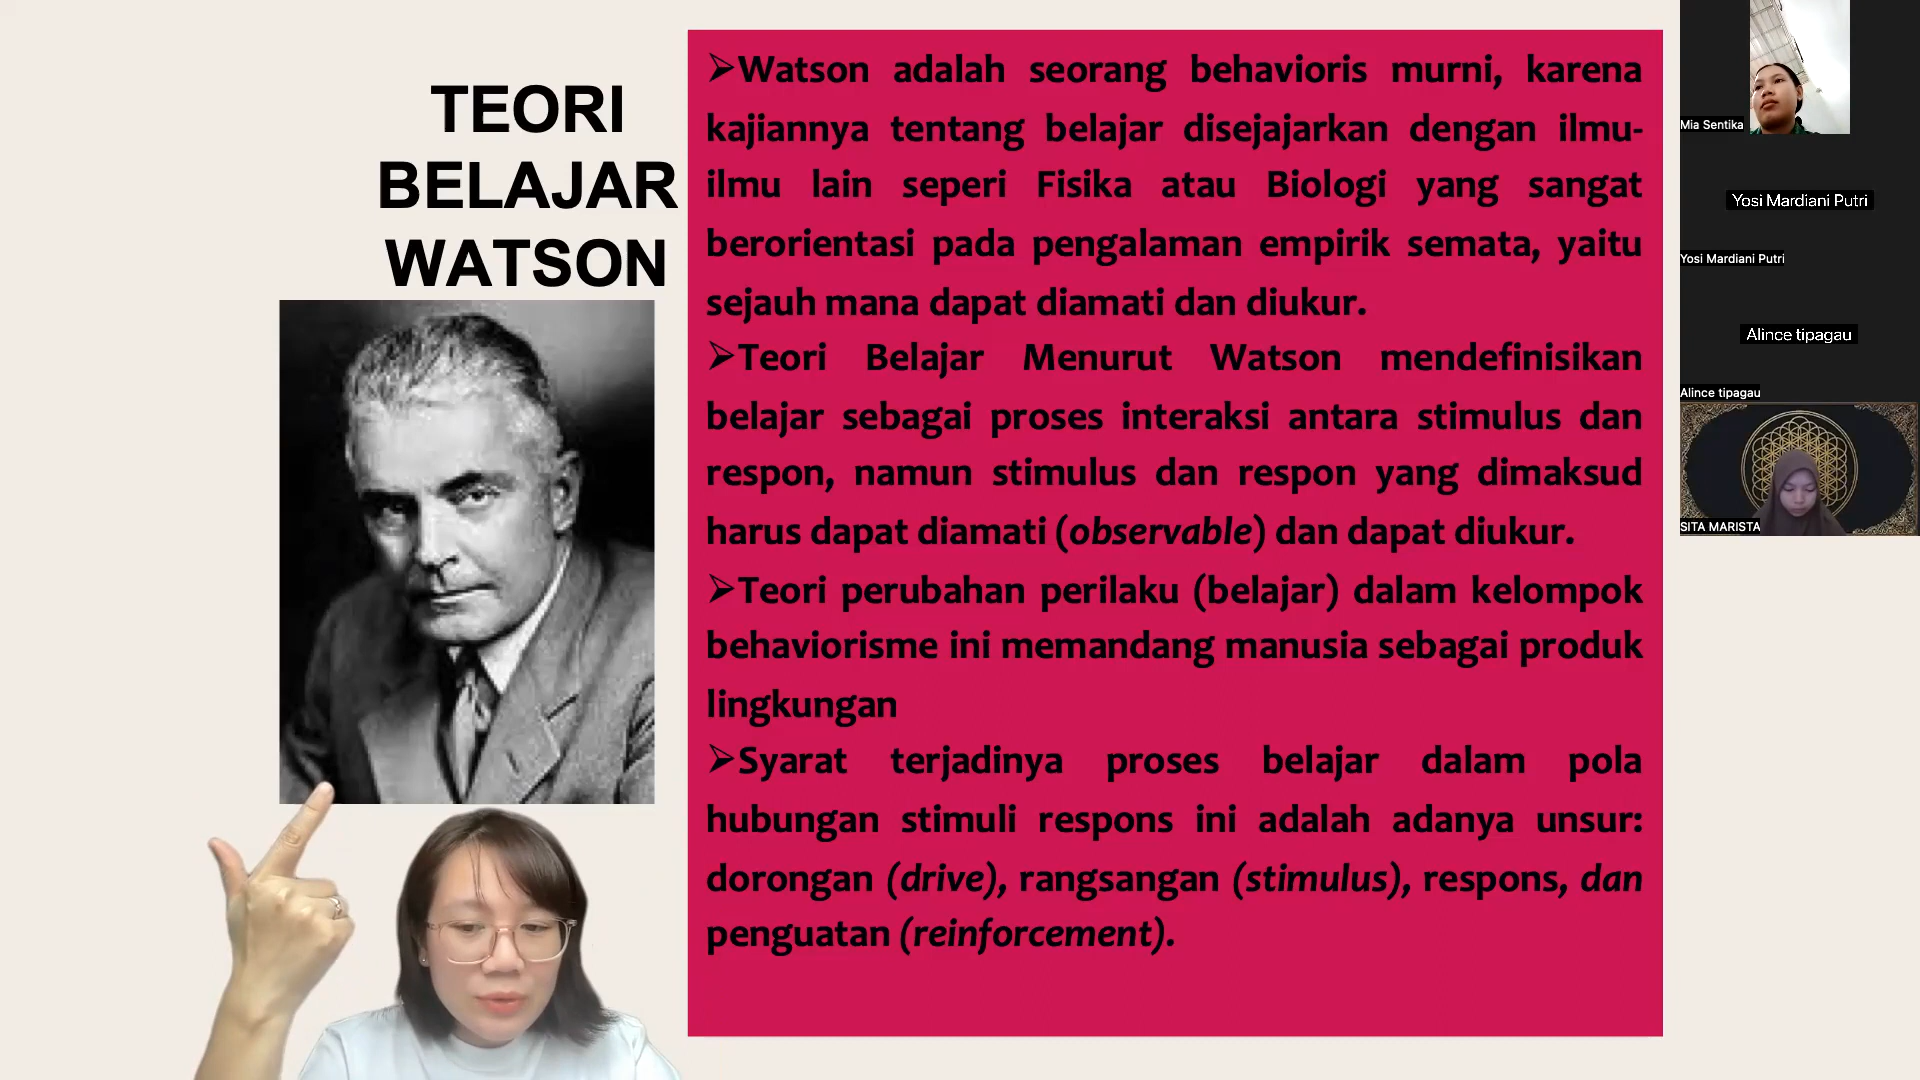 TEORI
BELAJAR
WATSON
➢Watson adalah seorang behavioris murni, karena
kajiannya tentang belajar disejajarkan dengan ilmu-
ilmu lain seperi Fisika atau Biologi yang sangat
berorientasi pada pengalaman empirik semata, yaitu
sejauh mana dapat diamati dan diukur.
➢Teori Belajar Menurut Watson mendefinisikan
belajar sebagai proses interaksi antara stimulus dan
respon, namun stimulus dan respon yang dimaksud
harus dapat diamati (observable) dan dapat diukur.
➢Teori perubahan perilaku (belajar) dalam kelompok
behaviorisme ini memandang manusia sebagai produk
lingkungan
➢Syarat terjadinya proses belajar dalam pola
hubungan stimuli respons ini adalah adanya unsur:
dorongan (drive), rangsangan (stimulus), respons, dan
penguatan (reinforcement).
Mia Sentika
Yosi Mardiani Putri
Yosi Mardiani Putri
Alince tipagau
Alince tipagau
SITA MARISTA